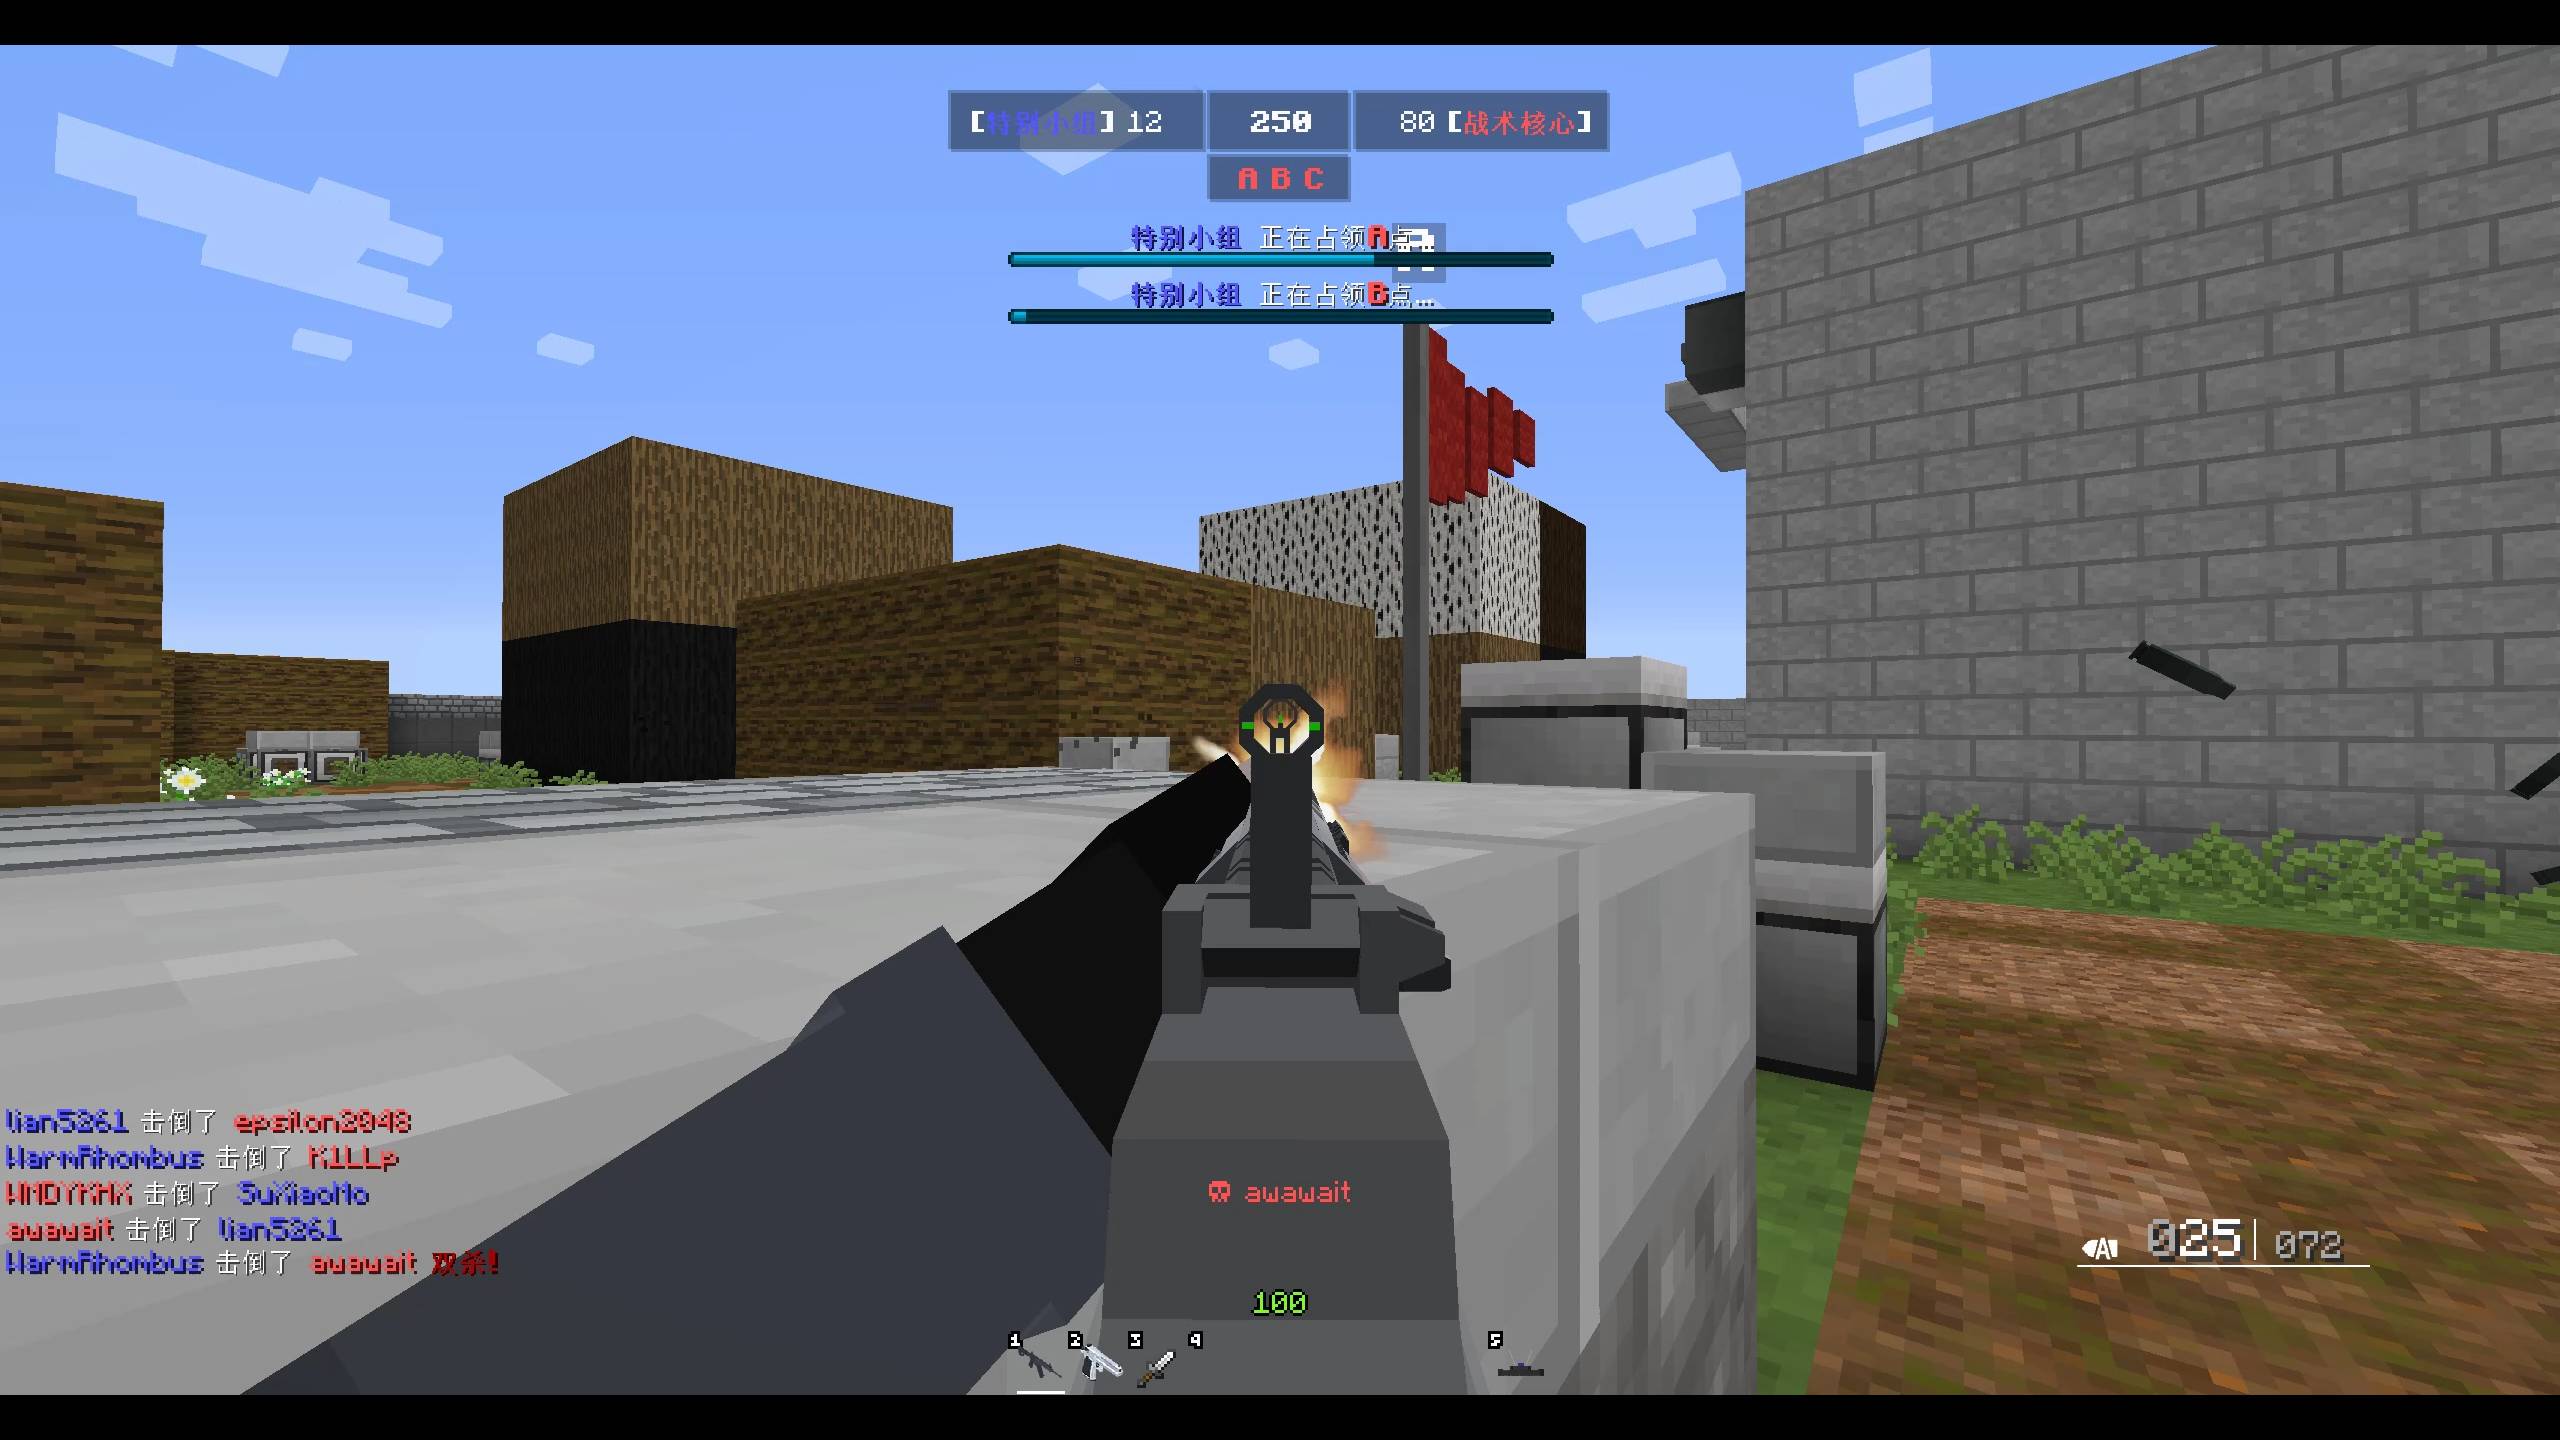 [特别小组] 12 250 80 [战术核心]
A B C
特别小组 正在占领A点...
特别小组 正在占领B点...
lian5261 击倒了 epsilon2048
WarmRhombus 击倒了 K1LLp
WMDYKMX 击倒了 SuXiaoMo
awawait 击倒了 lian5261
WarmRhombus 击倒了 awawait 双杀!
awawait
A 025 072
100
1 2 3 4 5